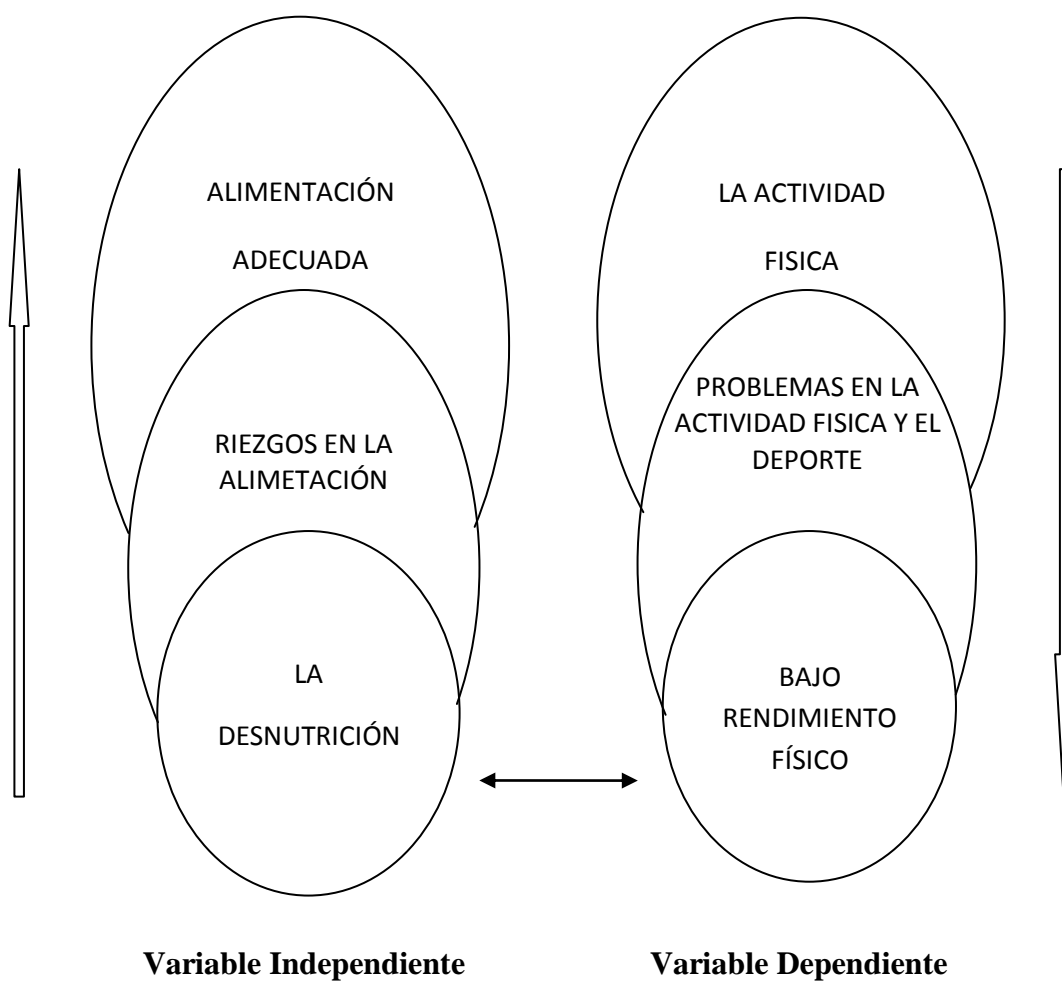 ALIMENTACIÓN
ADECUADA
RIEZGOS EN LA
ALIMETACIÓN
LA
DESNUTRICIÓN
LA ACTIVIDAD
FISICA
PROBLEMAS EN LA
ACTIVIDAD FISICA Y EL
DEPORTE
BAJO
RENDIMIENTO
FÍSICO
Variable Independiente
Variable Dependiente